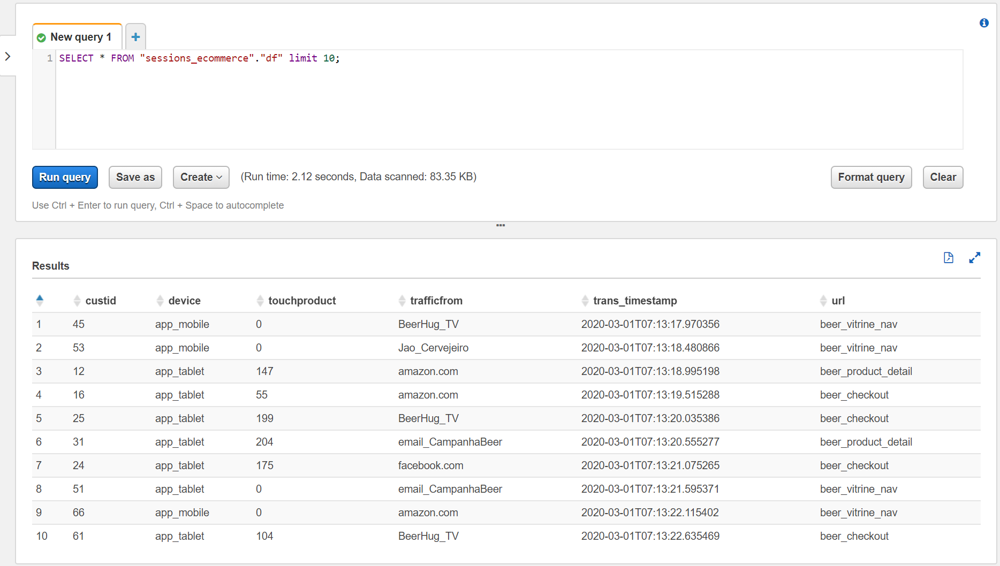 New query 1
1 SELECT * FROM "sessions_ecommerce"."df" limit 10;
Run query Save as Create (Run time: 2.12 seconds, Data scanned: 83.35 KB) Format query Clear
Use Ctrl + Enter to run query, Ctrl + Space to autocomplete
Results
custid device touchproduct trafficfrom trans_timestamp url
1 45 app_mobile 0 BeerHug_TV 2020-03-01T07:13:17.970356 beer_vitrine_nav
2 53 app_mobile 0 Jao_Cervejeiro 2020-03-01T07:13:18.480866 beer_vitrine_nav
3 12 app_tablet 147 amazon.com 2020-03-01T07:13:18.995198 beer_product_detail
4 16 app_tablet 55 amazon.com 2020-03-01T07:13:19.515288 beer_checkout
5 25 app_tablet 199 BeerHug_TV 2020-03-01T07:13:20.035386 beer_checkout
6 31 app_tablet 204 email_CampanhaBeer 2020-03-01T07:13:20.555277 beer_product_detail
7 24 app_tablet 175 facebook.com 2020-03-01T07:13:21.075265 beer_checkout
8 51 app_tablet 0 email_CampanhaBeer 2020-03-01T07:13:21.595371 beer_vitrine_nav
9 66 app_mobile 0 amazon.com 2020-03-01T07:13:22.115402 beer_vitrine_nav
10 61 app_tablet 104 BeerHug_TV 2020-03-01T07:13:22.635469 beer_checkout